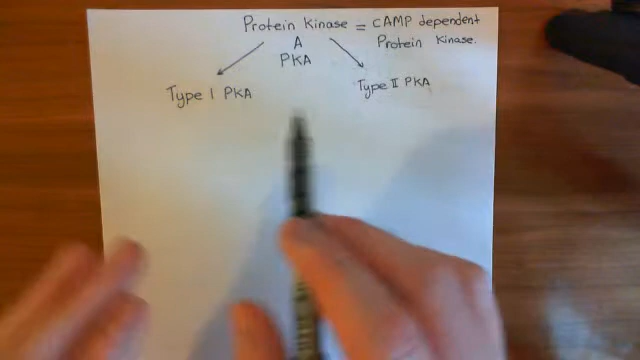 Protein Kinase = cAMP dependent
A Protein Kinase.
PKA
Type I PKA Type II PKA